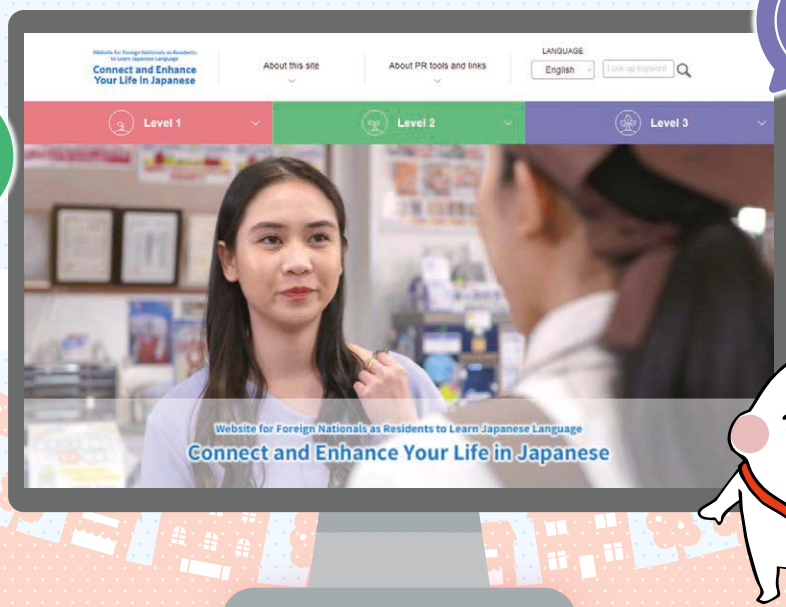 Website for Foreign Nationals as Residents
to Learn Japanese Language
Connect and Enhance
Your Life in Japanese
About this site
About PR tools and links
LANGUAGE
English
Look up keyword
Level 1
Level 2
Level 3
Website for Foreign Nationals as Residents to Learn Japanese Language
Connect and Enhance Your Life in Japanese